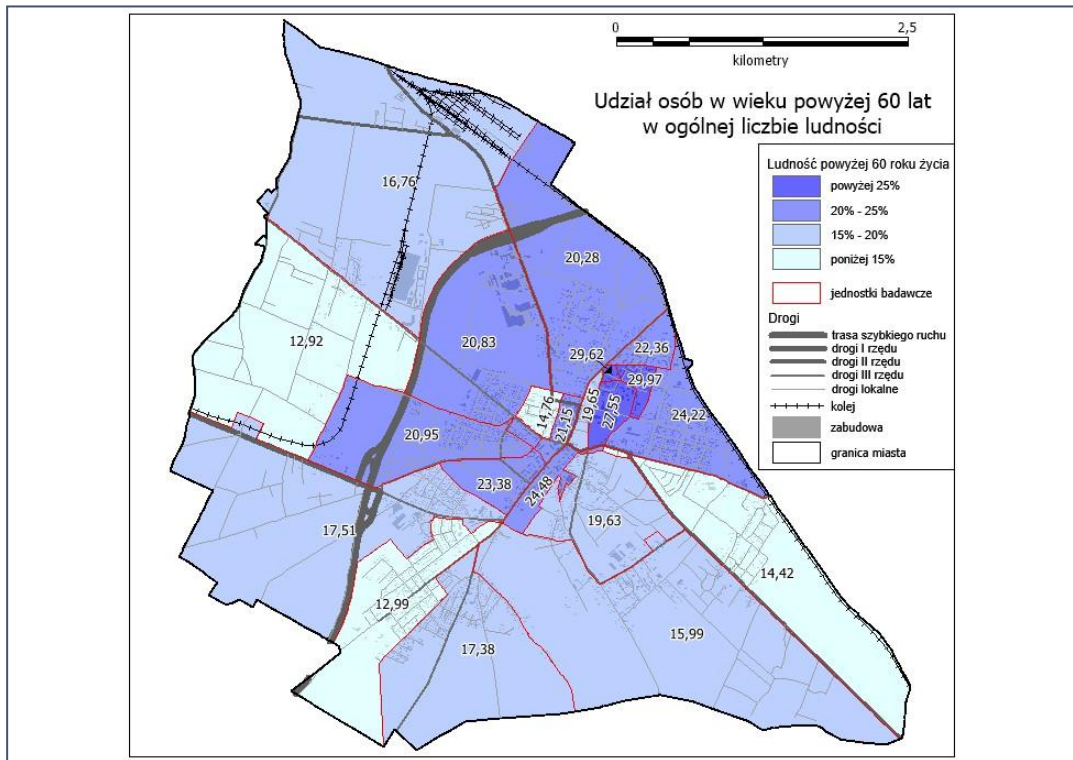 0 2,5
kilometry
Udział osób w wieku powyżej 60 lat
w ogólnej liczbie ludności
Ludność powyżej 60 roku życia
powyżej 25%
20% - 25%
15% - 20%
poniżej 15%
jednostki badawcze
Drogi
trasa szybkiego ruchu
drogi I rzędu
drogi II rzędu
drogi III rzędu
drogi lokalne
kolej
zabudowa
granica miasta
16,76
20,28
12,92
20,83
29,62
22,36
29,97
14,76
21,15
19,65
27,55
24,22
20,95
23,38
24,48
19,63
17,51
14,42
12,99
17,38
15,99